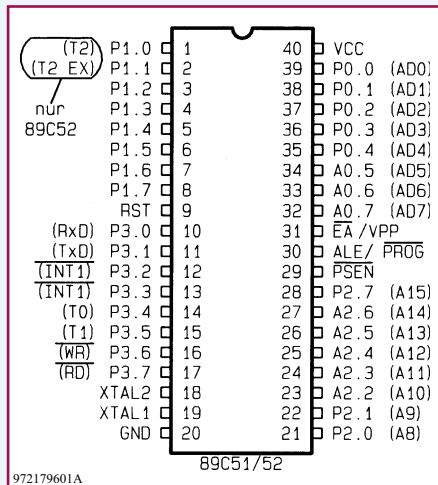 (T2) P1.0 1 40 VCC
(T2 EX) P1.1 2 39 P0.0 (AD0)
P1.2 3 38 P0.1 (AD1)
nur P1.3 4 37 P0.2 (AD2)
89C52 P1.4 5 36 P0.3 (AD3)
P1.5 6 35 P0.4 (AD4)
P1.6 7 34 A0.5 (AD5)
P1.7 8 33 A0.6 (AD6)
RST 9 32 A0.7 (AD7)
(RxD) P3.0 10 31 EA /VPP
(TxD) P3.1 11 30 ALE/ PROG
(INT1) P3.2 12 29 PSEN
(INT1) P3.3 13 28 P2.7 (A15)
(T0) P3.4 14 27 A2.6 (A14)
(T1) P3.5 15 26 A2.5 (A13)
(WR) P3.6 16 25 A2.4 (A12)
(RD) P3.7 17 24 A2.3 (A11)
XTAL2 18 23 A2.2 (A10)
XTAL1 19 22 P2.1 (A9)
GND 20 21 P2.0 (A8)
89C51/52
972179601A